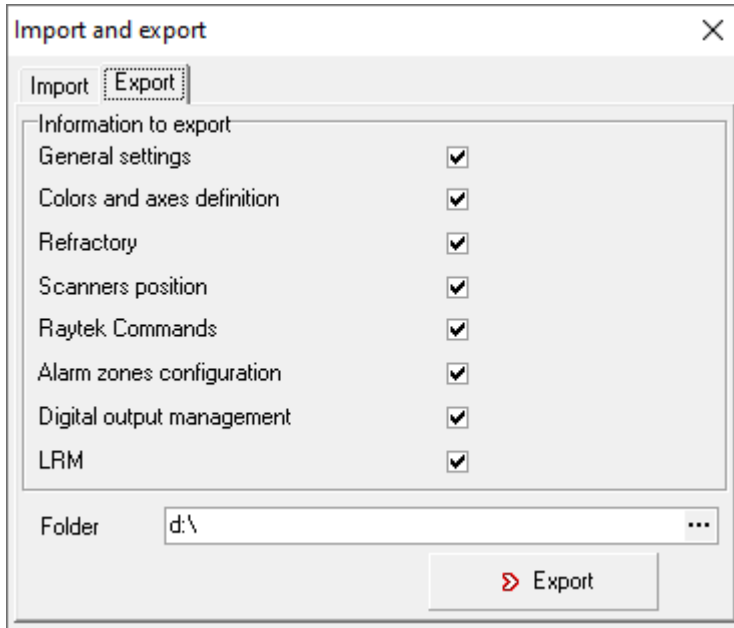 Import and export
Import Export
Information to export
General settings
Colors and axes definition
Refractory
Scanners position
Raytek Commands
Alarm zones configuration
Digital output management
LRM
Folder d:\ ...
Export